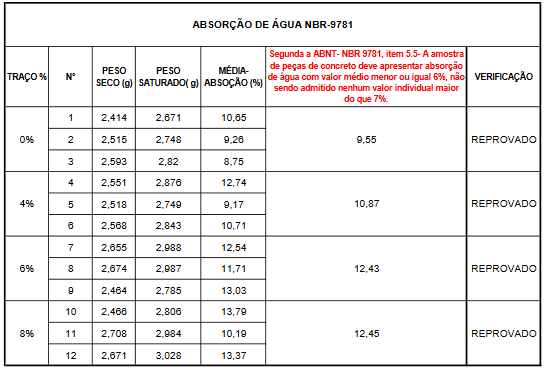 ABSORÇÃO DE ÁGUA NBR-9781
TRAÇO % N° PESO SECO (g) PESO SATURADO( g) MÉDIA- ABSOÇÃO (%) Segunda a ABNT- NBR 9781, item 5.5- A amostra de peças de concreto deve apresentar absorção de água com valor médio menor ou igual 6%, não sendo admitido nenhum valor individual maior do que 7%. VERIFICAÇÃO
0% 1 2,414 2,671 10,65 9,55 REPROVADO
2 2,515 2,748 9,26
3 2,593 2,82 8,75
4% 4 2,551 2,876 12,74 10,87 REPROVADO
5 2,518 2,749 9,17
6 2,568 2,843 10,71
6% 7 2,655 2,988 12,54 12,43 REPROVADO
8 2,674 2,987 11,71
9 2,464 2,785 13,03
8% 10 2,466 2,806 13,79 12,45 REPROVADO
11 2,708 2,984 10,19
12 2,671 3,028 13,37